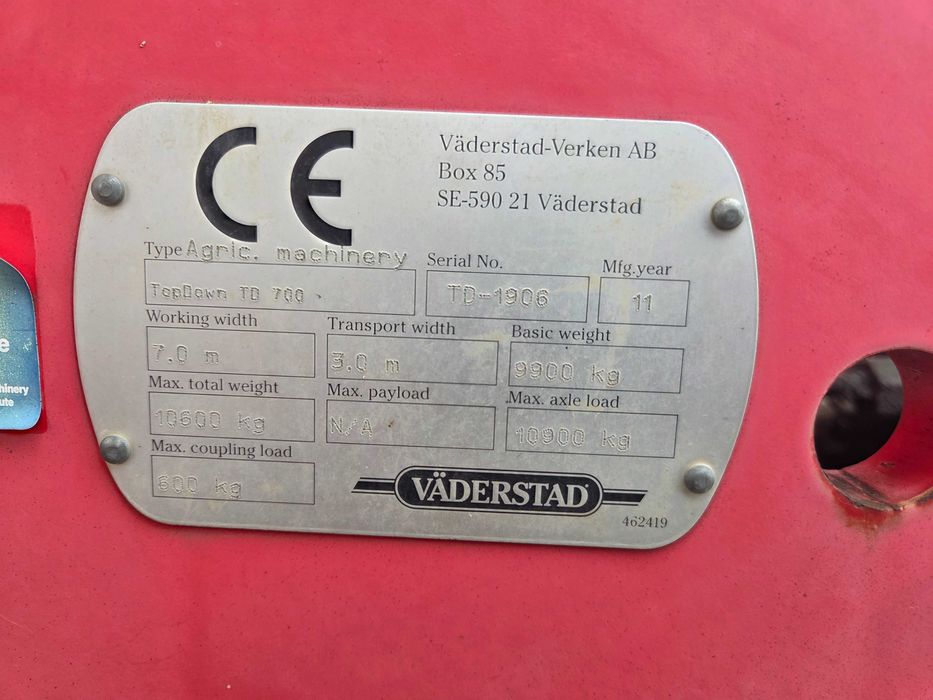 Väderstad-Verken AB
Box 85
SE-590 21 Väderstad
CE
Type Agric. machinery
TopDown TD 700
Serial No.
TD-1906
Mfg.year
11
Working width
7.0 m
Transport width
3.0 m
Basic weight
9900 kg
Max. total weight
10600 kg
Max. payload
N/A
Max. axle load
10900 kg
Max. coupling load
600 kg
VÄDERSTAD
462419